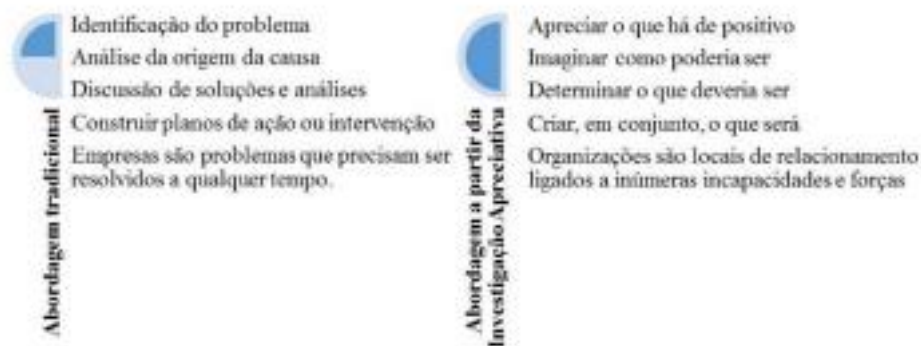 Abordagem tradicional
Identificação do problema
Análise da origem da causa
Discussão de soluções e análises
Construir planos de ação ou intervenção
Empresas são problemas que precisam ser
resolvidos a qualquer tempo.
Abordagem a partir da
Investigação Apreciativa
Apreciar o que há de positivo
Imaginar como poderia ser
Determinar o que deveria ser
Criar, em conjunto, o que será
Organizações são locais de relacionamento
ligados a inúmeras incapacidades e forças